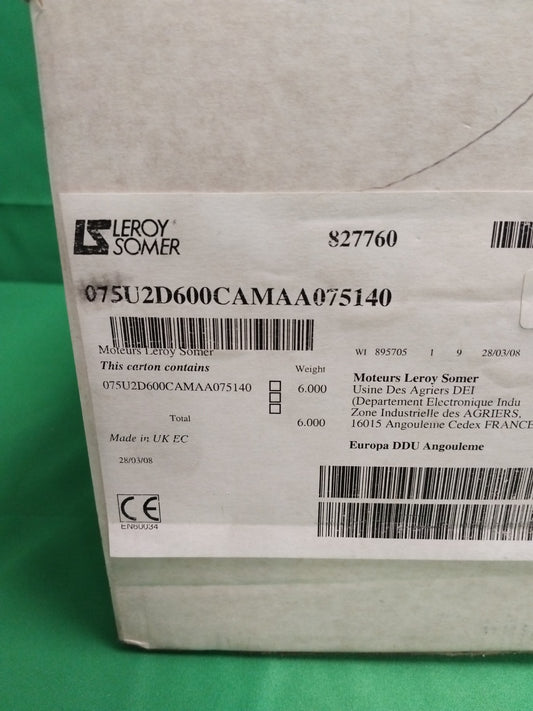 LS LEROY®
SOMER
827760
075U2D600CAMAA075140
Moteurs Leroy Somer
WI 895705 1 9 28/03/08
This carton contains Weight
075U2D600CAMAA075140 6.000
Total 6.000
Made in UK EC
28/03/08
Moteurs Leroy Somer
Usine Des Agriers DEI
(Departement Electronique Indu
Zone Industrielle des AGRIERS,
16015 Angouleme Cedex FRANCE
Europa DDU Angouleme
CE
EN60034